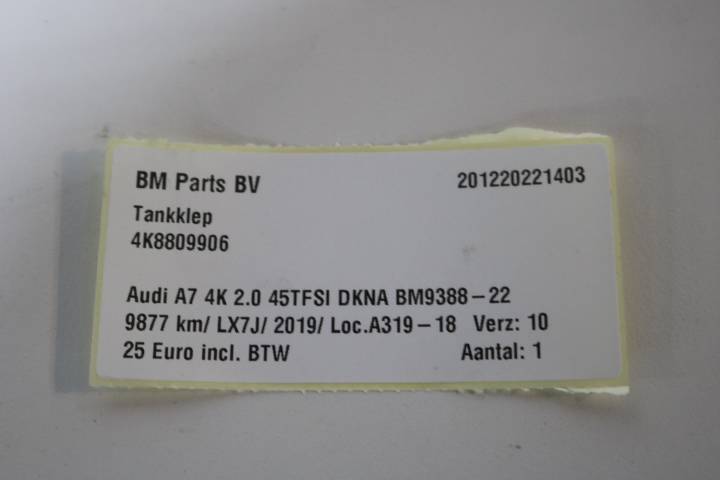 BM Parts BV 201220221403
Tankklep
4K8809906
Audi A7 4K 2.0 45TFSI DKNA BM9388-22
9877 km/ LX7J/ 2019/ Loc.A319-18 Verz: 10
25 Euro incl. BTW Aantal: 1